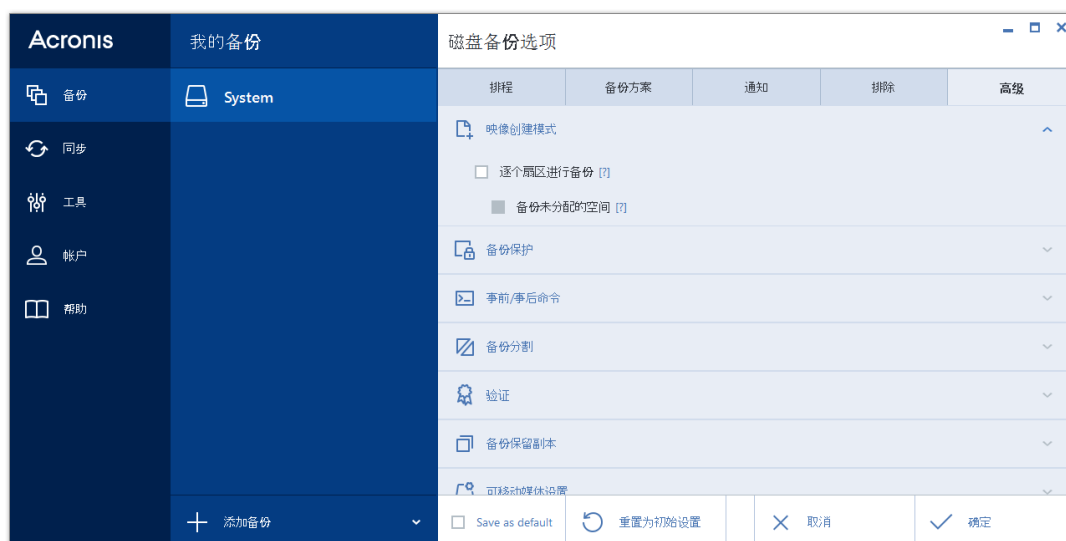 Acronis
备份
同步
工具
帐户
帮助
我的备份
System
添加备份
磁盘备份选项
排程
备份方案
通知
排除
高级
映像创建模式
逐个扇区进行备份 [?]
备份未分配的空间 [?]
备份保护
事前/事后命令
备份分割
验证
备份保留副本
可移动媒体设置
Save as default
重置为初始设置
取消
确定